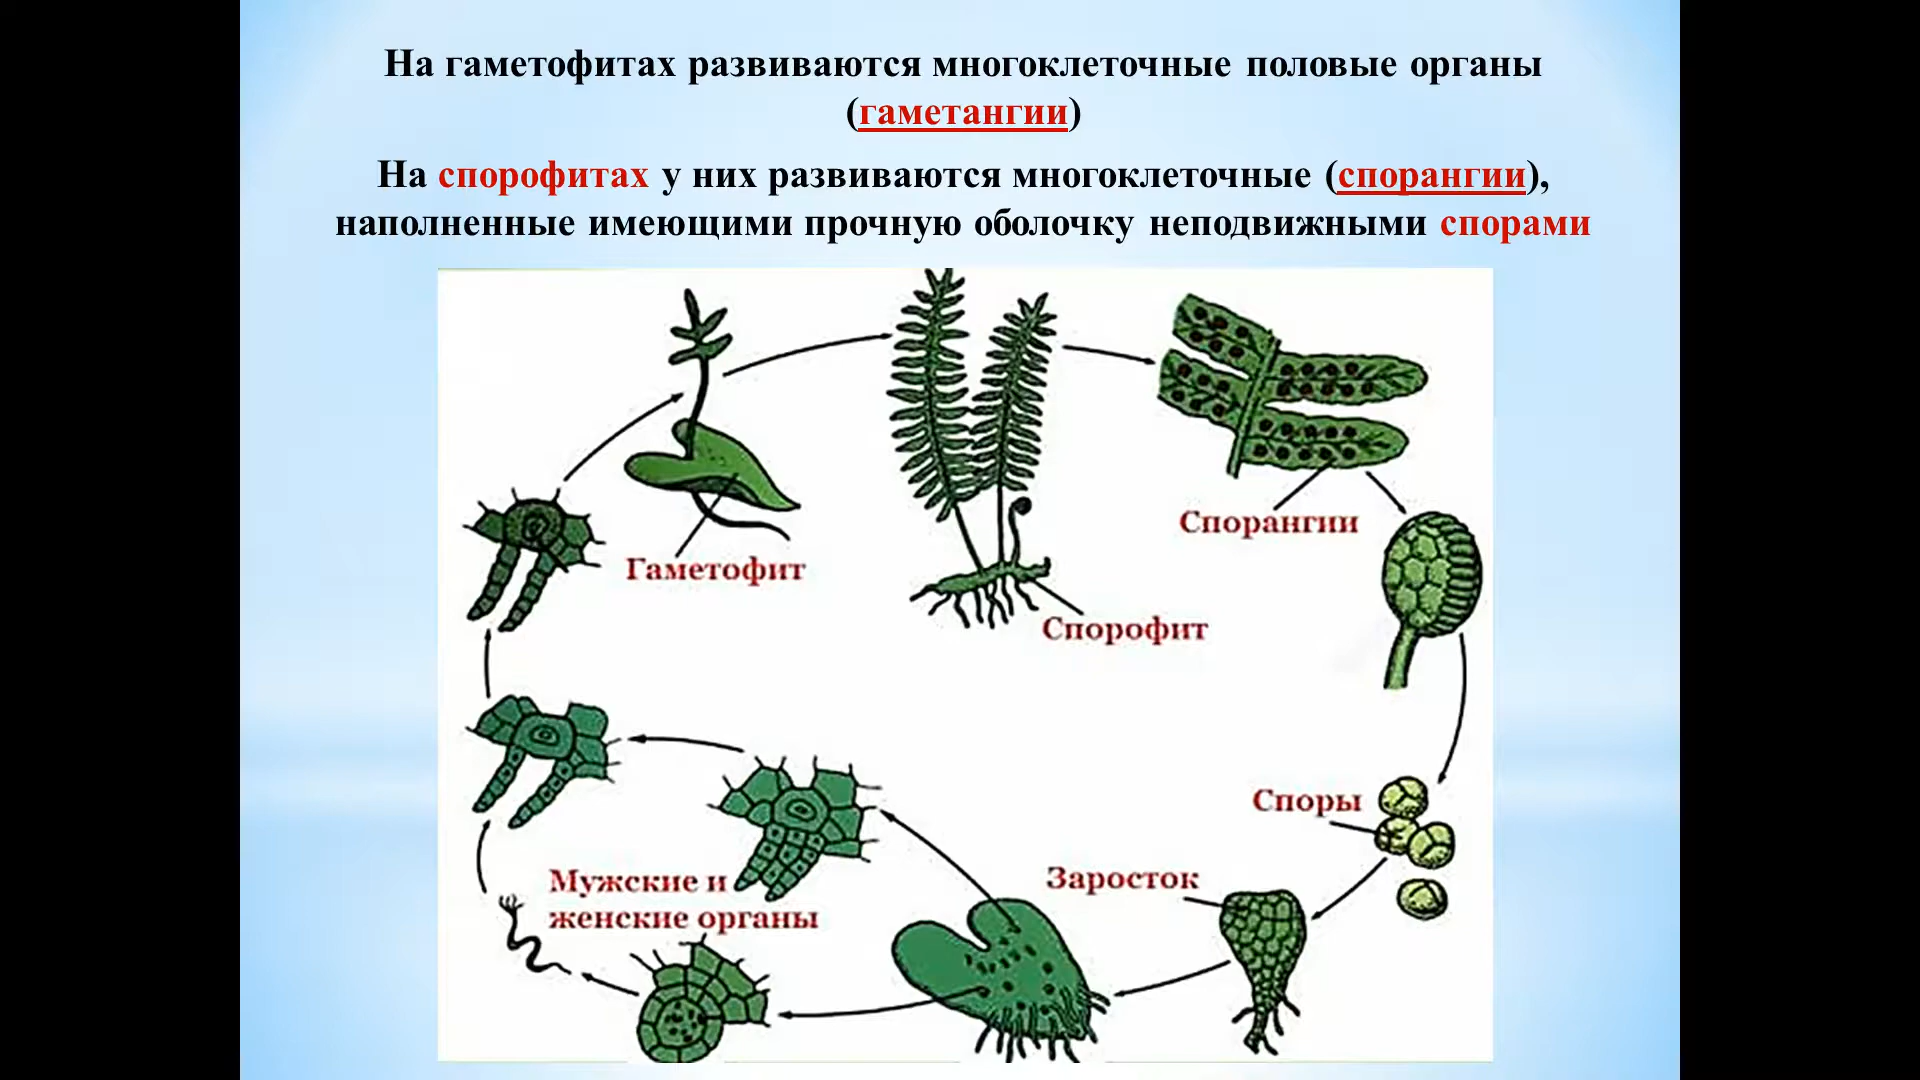 На гаметофитах развиваются многоклеточные половые органы
(гаметангии)
На спорофитах у них развиваются многоклеточные (спорангии),
наполненные имеющими прочную оболочку неподвижными спорами
Спорангии
Гаметофит
Спорофит
Споры
Заросток
Мужские и
женские органы